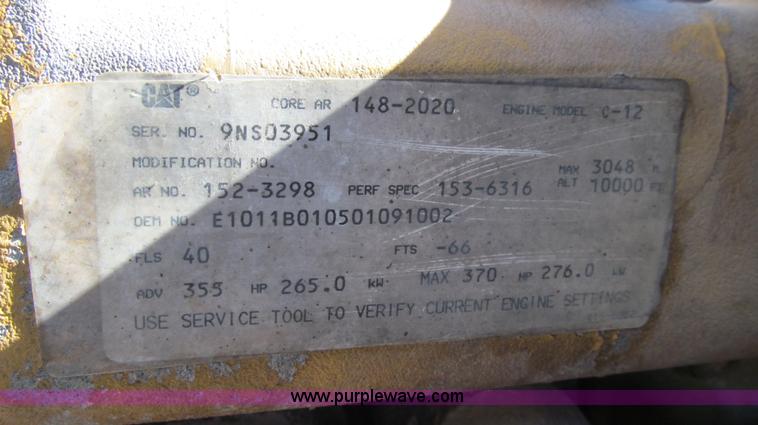 CAT® CORE AR 148-2020 ENGINE MODEL C-12
SER. NO. 9NS03951
MODIFICATION NO.
AR NO. 152-3298 PERF SPEC 153-6316 MAX ALT 3048 M 10000 FT
OEM NO. E1011B010501091002
FLS 40 FTS -66
ADV 355 HP 265.0 kW MAX 370 HP 276.0 kW
USE SERVICE TOOL TO VERIFY CURRENT ENGINE SETTINGS
www.purplewave.com